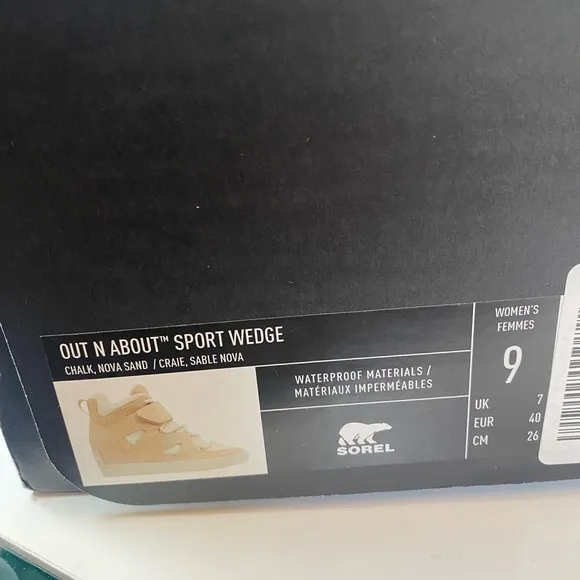 OUT N ABOUT™ SPORT WEDGE
CHALK, NOVA SAND / CRAIE, SABLE NOVA
WATERPROOF MATERIALS /
MATÉRIAUX IMPERMÉABLES
SOREL
WOMEN'S
FEMMES
9
UK 7
EUR 40
CM 26